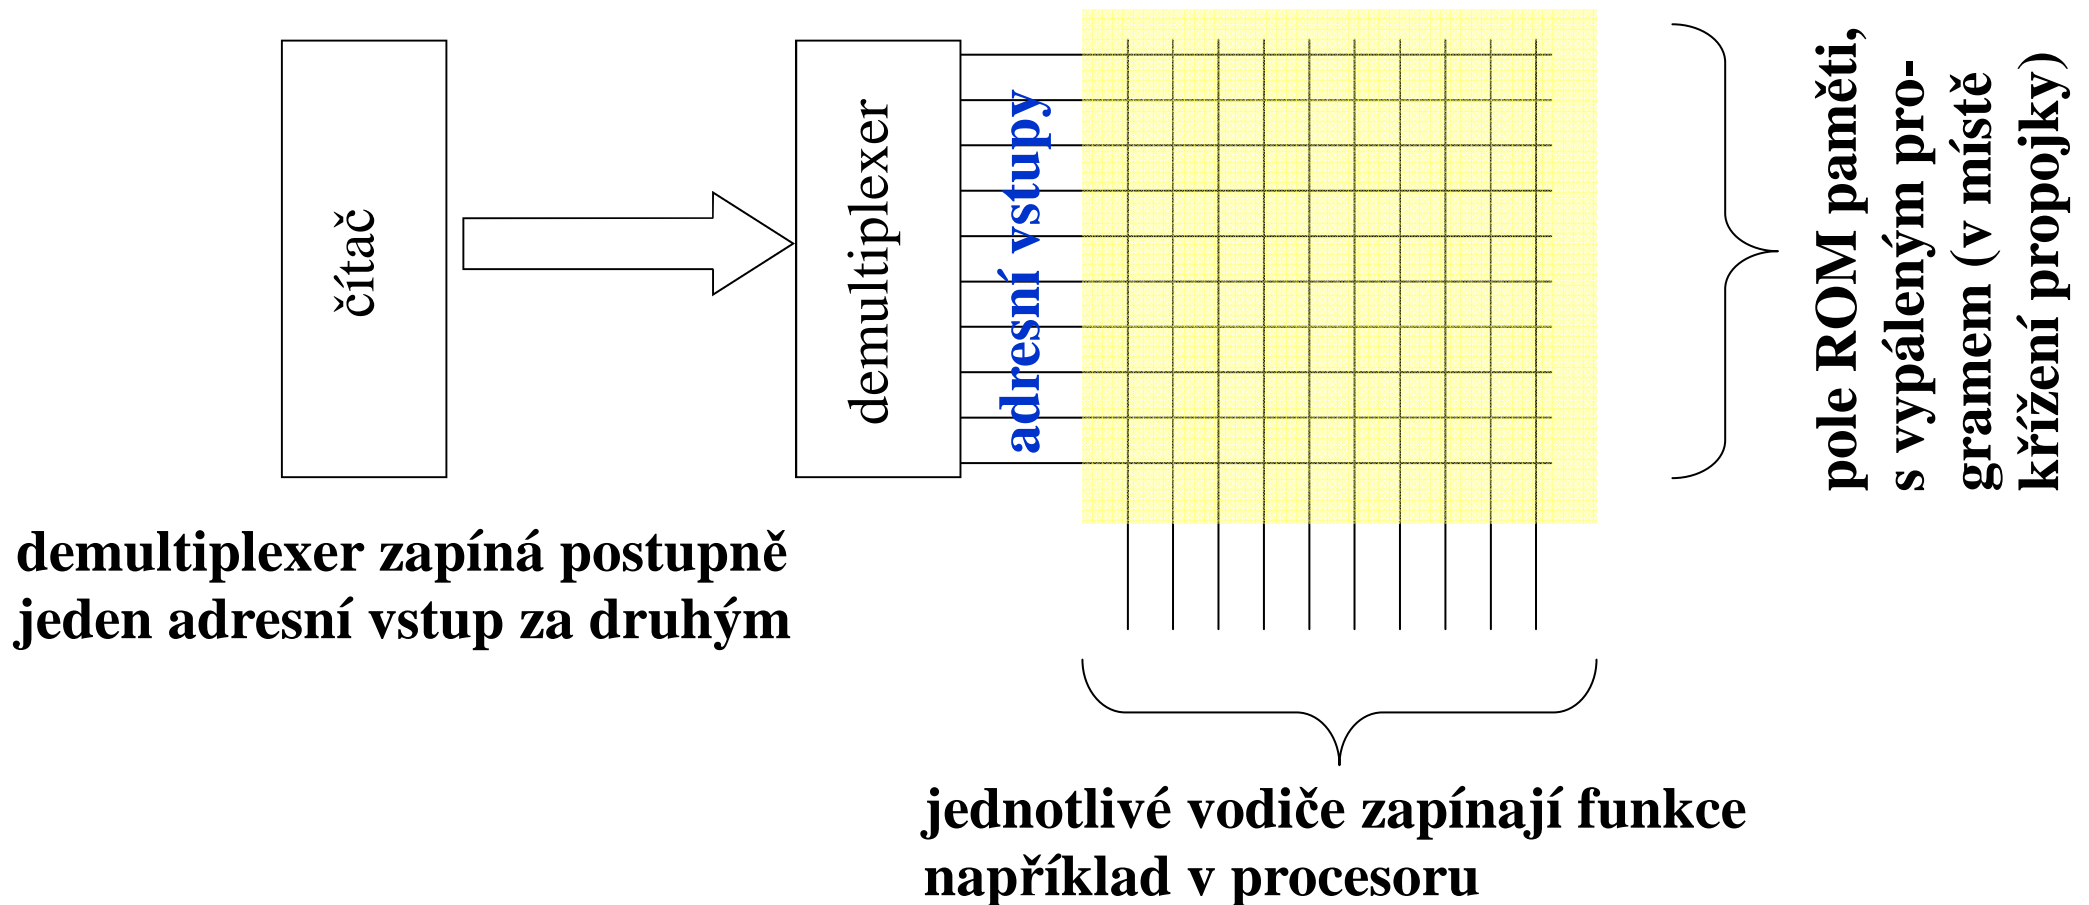 čítač
demultiplexer
adresní vstupy
pole ROM paměti,
s vypáleným pro-
gramem (v místě
křížení propojky)
demultiplexer zapíná postupně
jeden adresní vstup za druhým
jednotlivé vodiče zapínají funkce
například v procesoru